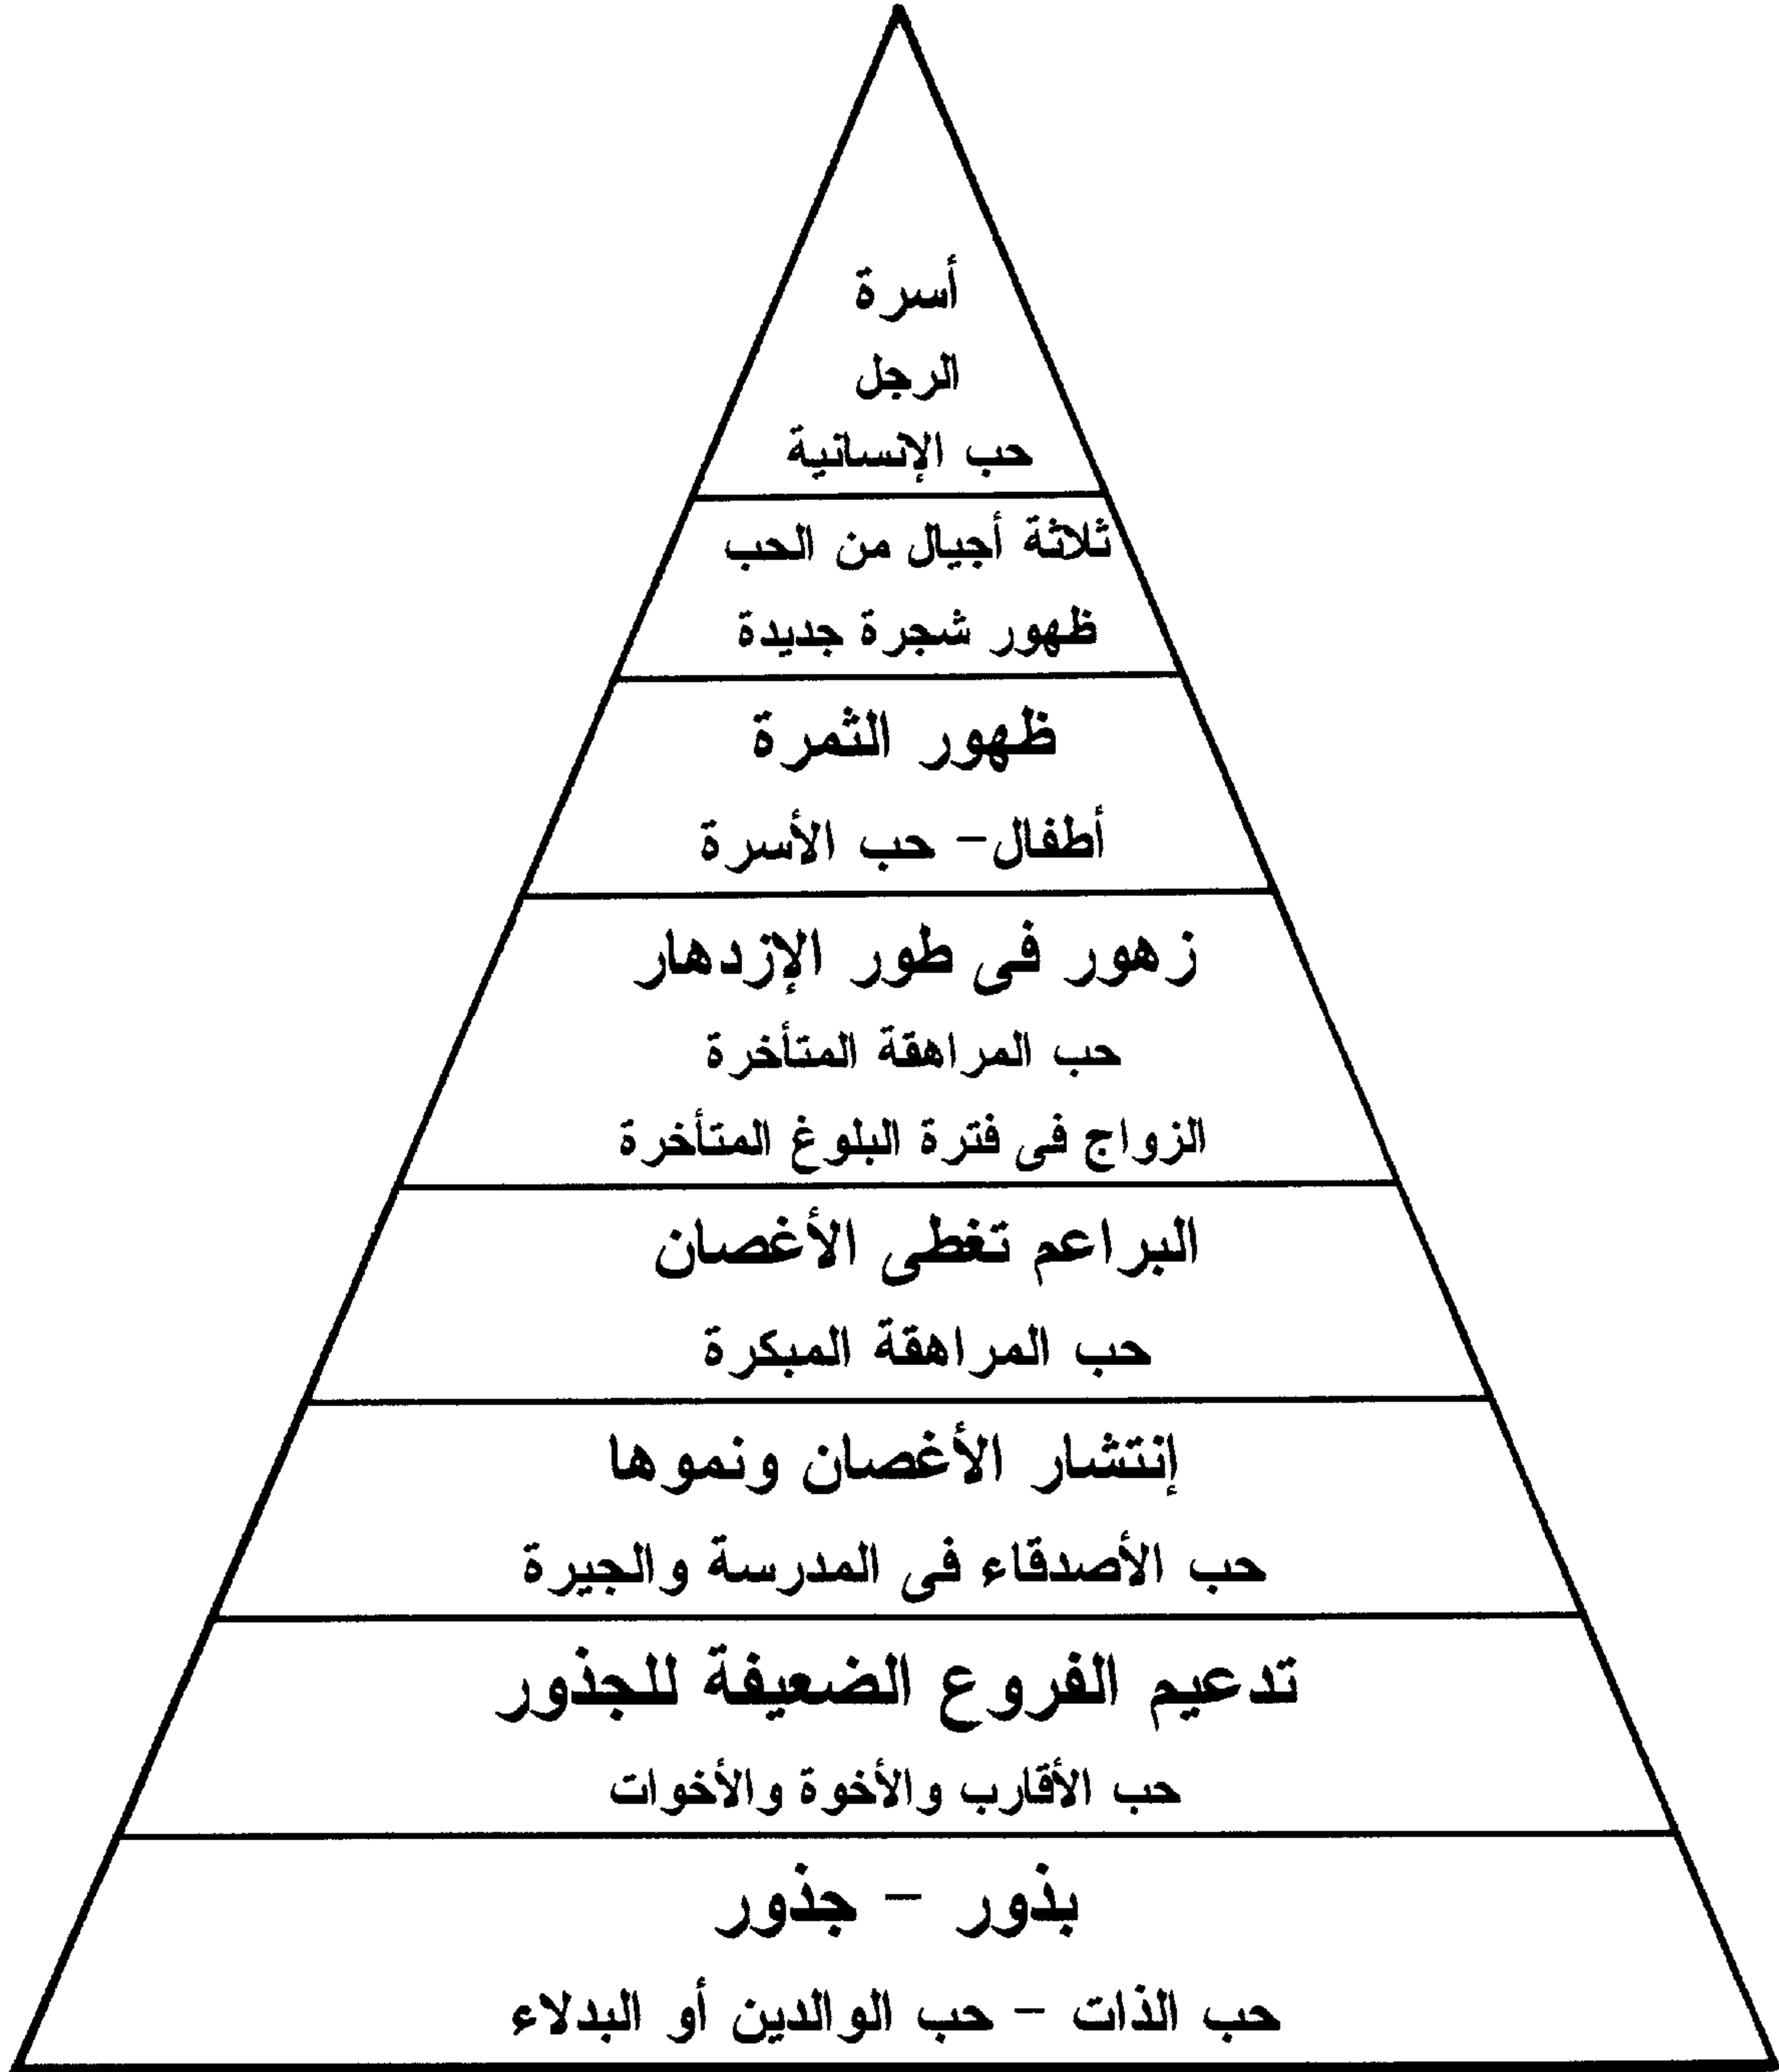 أسرة
الرجل
حب الإنسانية
ثلاثة أجيال من الحب
ظهور شجرة جديدة
ظهور الثمرة
أطفال– حب الأسرة
زهور فى طور الإزدهار
حب المراهقة المتأخرة
الزواج فى فترة البلوغ المتأخرة
البراعم تغطى الأغصان
حب المراهقة المبكرة
إنتشار الأغصان ونموها
حب الأصدقاء فى المدرسة والجيرة
تدعيم الفروع الضعيفة للجذور
حب الأقارب والأخوة والأخوات
بذور – جذور
حب الذات – حب الوالدين أو البدلاء